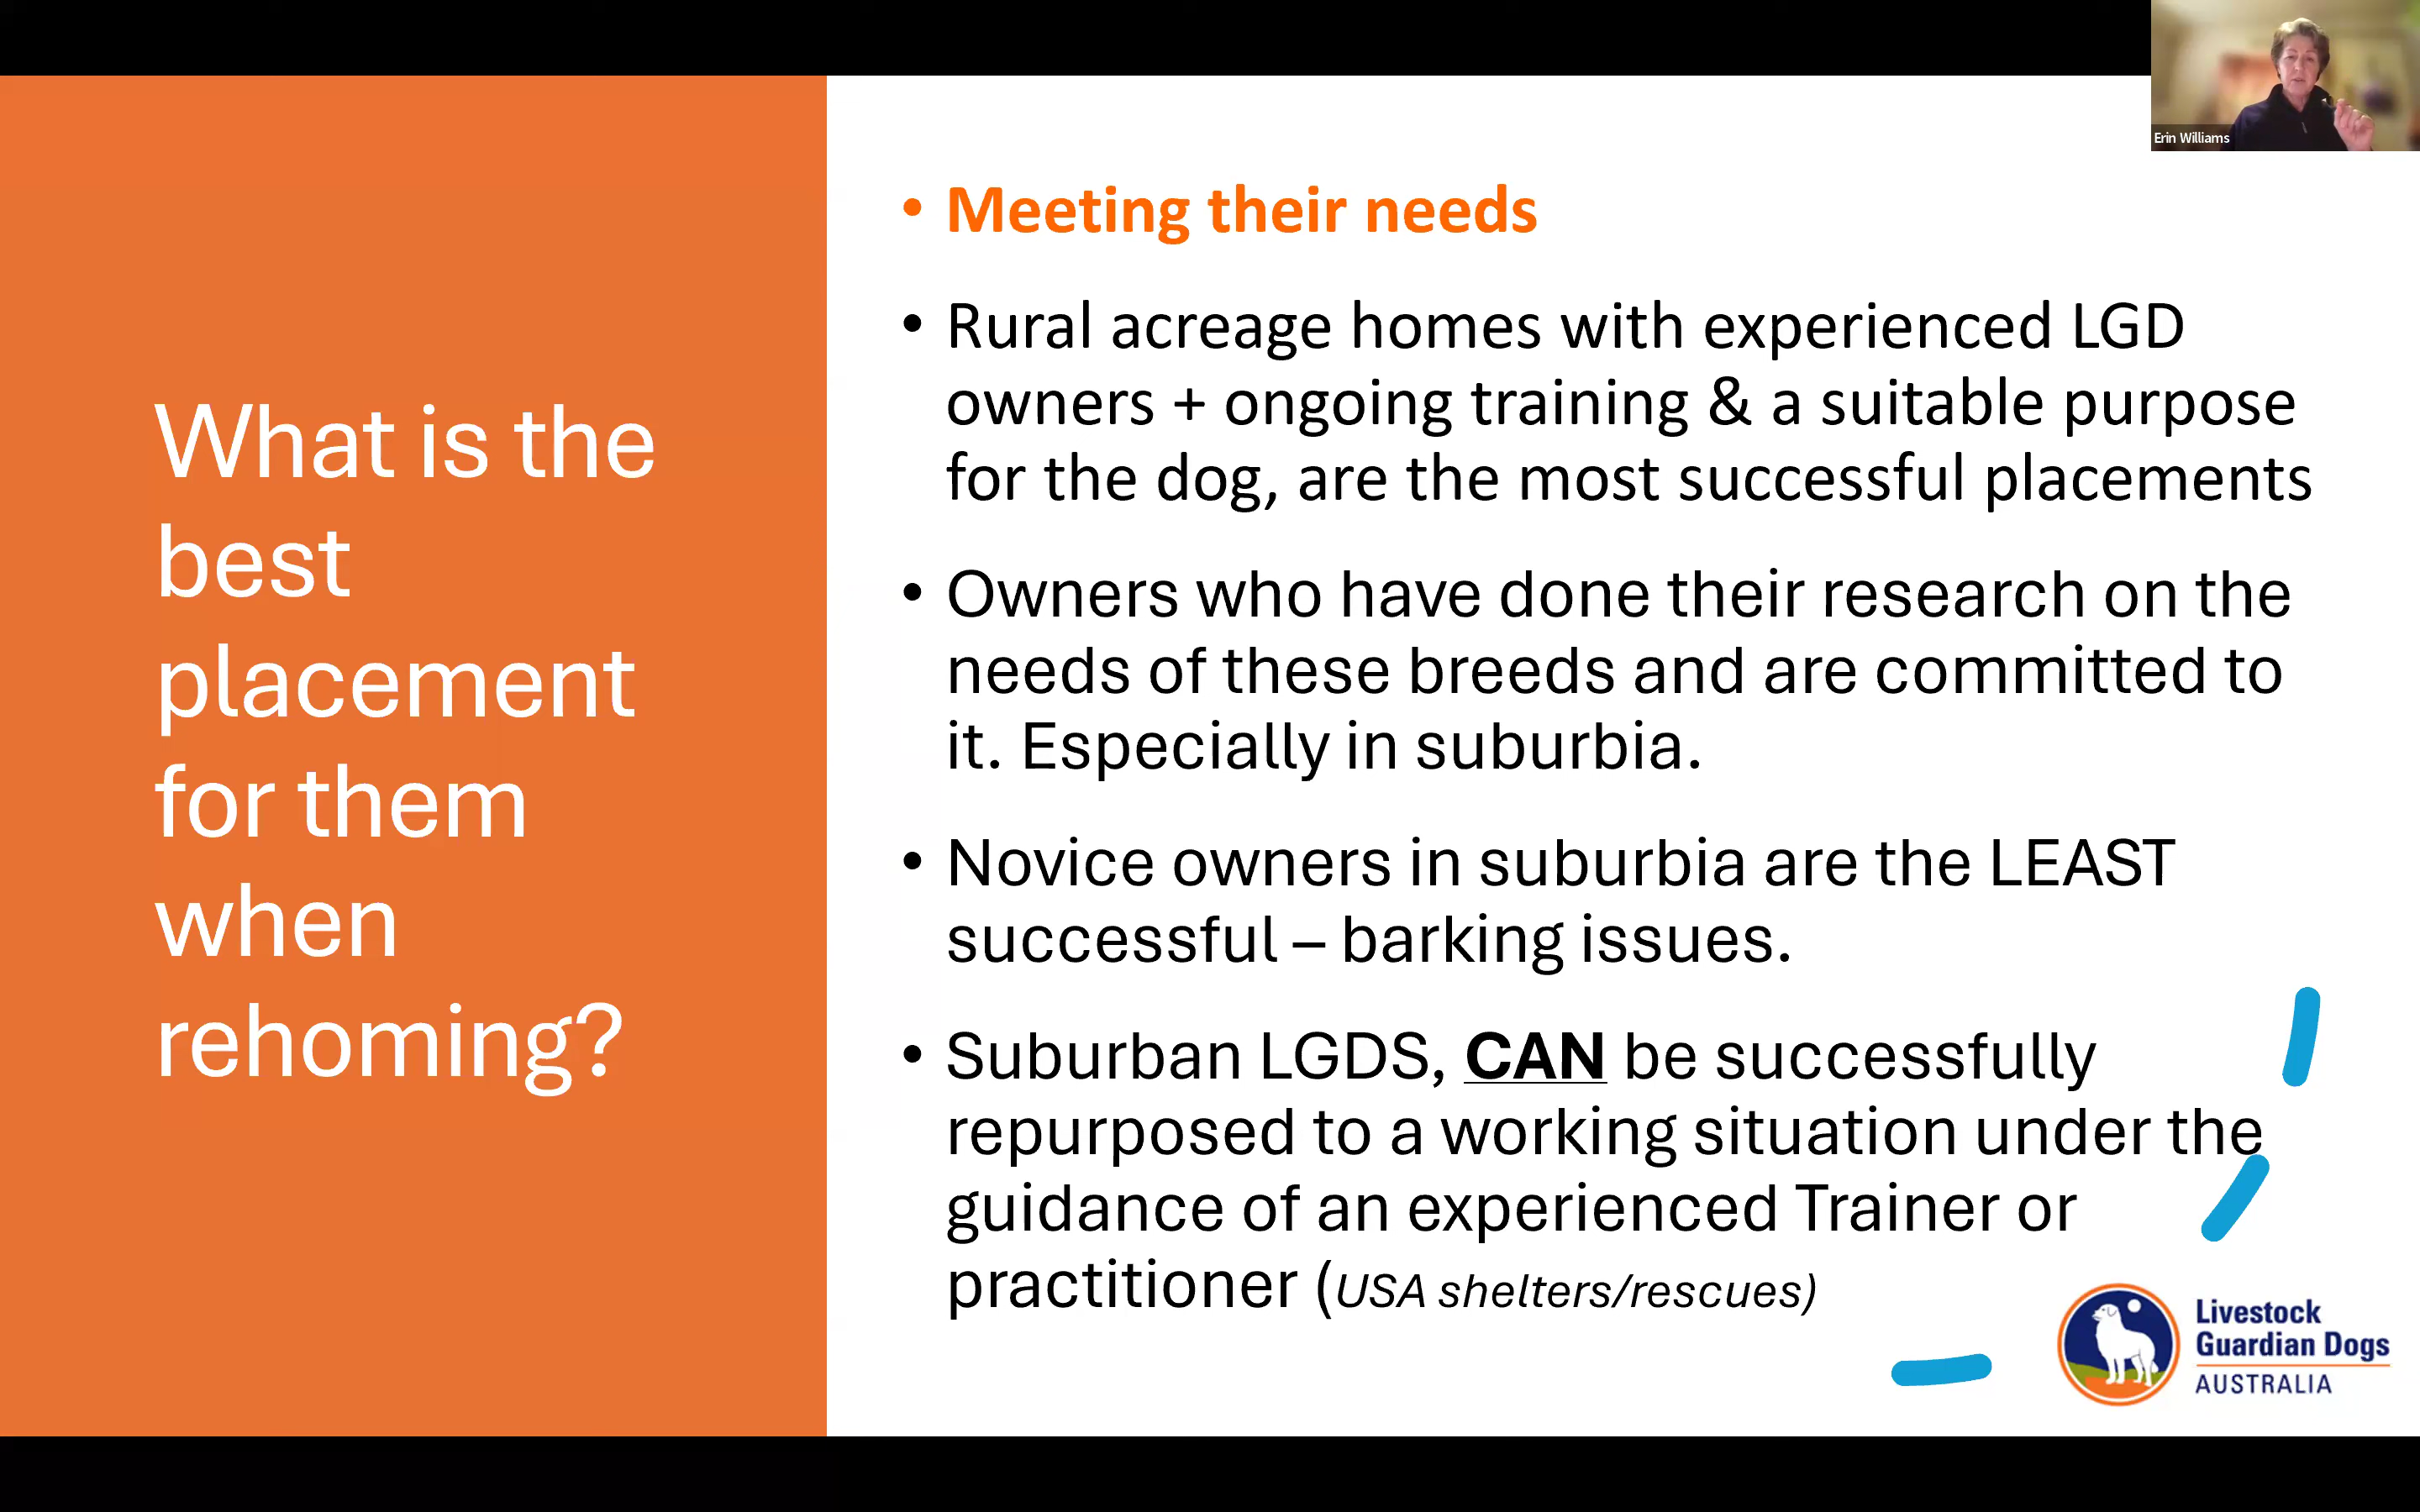 Erin Williams
What is the
best
placement
for them
when
rehoming?
• Meeting their needs
• Rural acreage homes with experienced LGD
owners + ongoing training & a suitable purpose
for the dog, are the most successful placements
• Owners who have done their research on the
needs of these breeds and are committed to
it. Especially in suburbia.
• Novice owners in suburbia are the LEAST
successful – barking issues.
• Suburban LGDS, CAN be successfully
repurposed to a working situation under the
guidance of an experienced Trainer or
practitioner (USA shelters/rescues)
Livestock
Guardian Dogs
AUSTRALIA